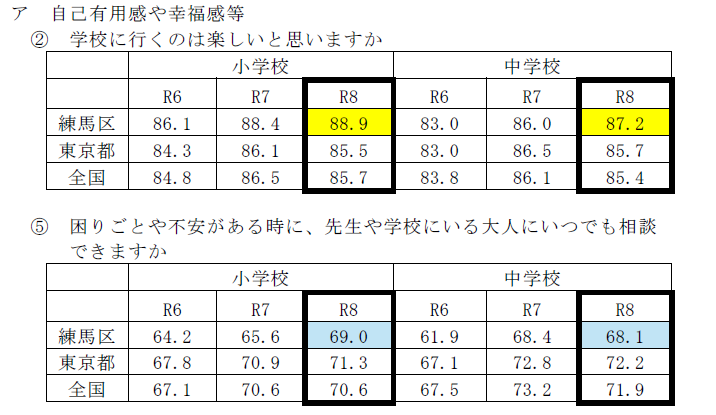 ア　自己有用感や幸福感等
②　学校に行くのは楽しいと思いますか
小学校　中学校
R6　R7　R8　R6　R7　R8
練馬区　86.1　88.4　88.9　83.0　86.0　87.2
東京都　84.3　86.1　85.5　83.0　86.5　85.7
全国　84.8　86.5　85.7　83.8　86.1　85.4
⑤　困りごとや不安がある時に、先生や学校にいる大人にいつでも相談
できますか
小学校　中学校
R6　R7　R8　R6　R7　R8
練馬区　64.2　65.6　69.0　61.9　68.4　68.1
東京都　67.8　70.9　71.3　67.1　72.8　72.2
全国　67.1　70.6　70.6　67.5　73.2　71.9